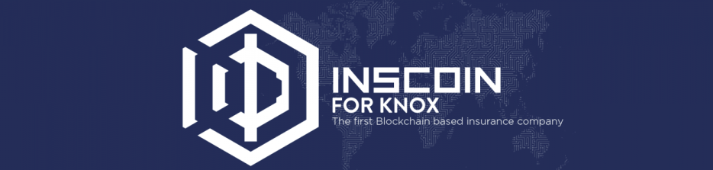 INSCOIN
FOR KNOX
The first Blockchain based insurance company